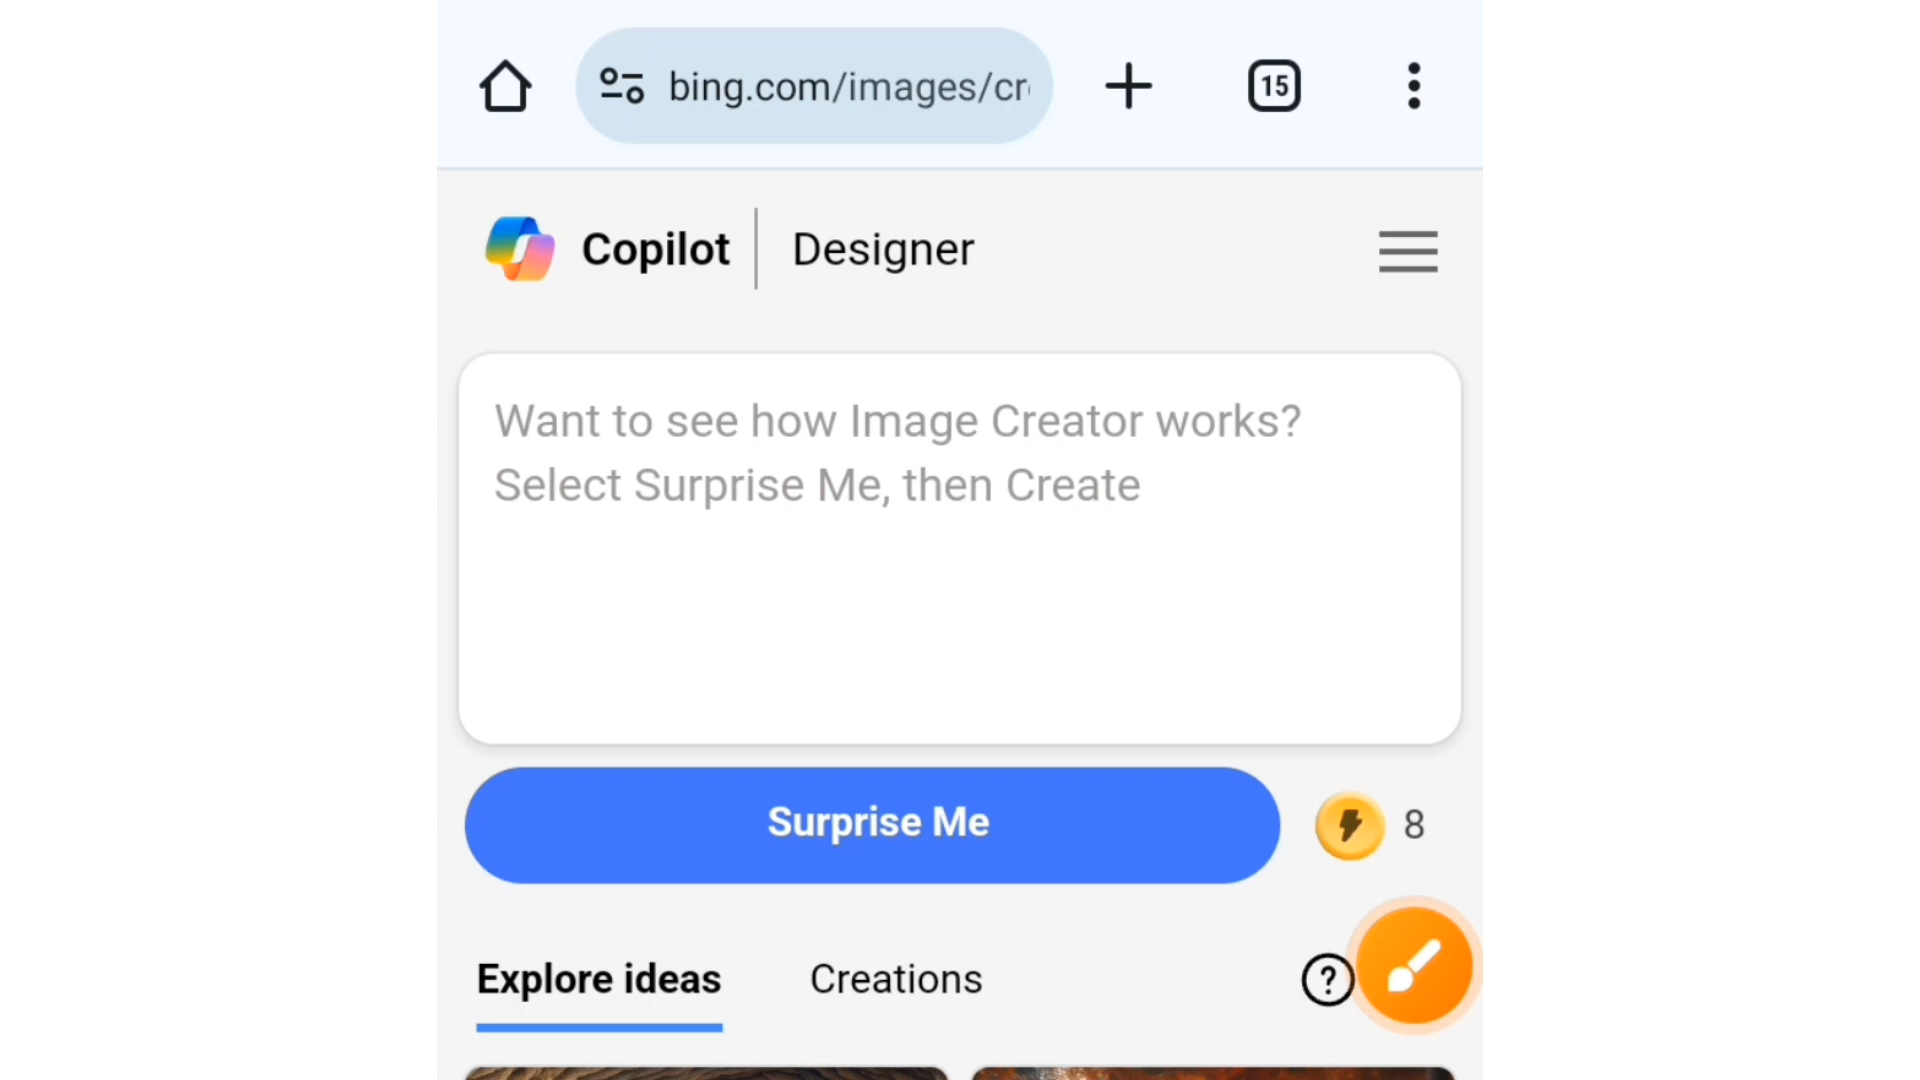 bing.com/images/cr
15
Copilot
Designer
Want to see how Image Creator works?
Select Surprise Me, then Create
Surprise Me
8
Explore ideas
Creations
?